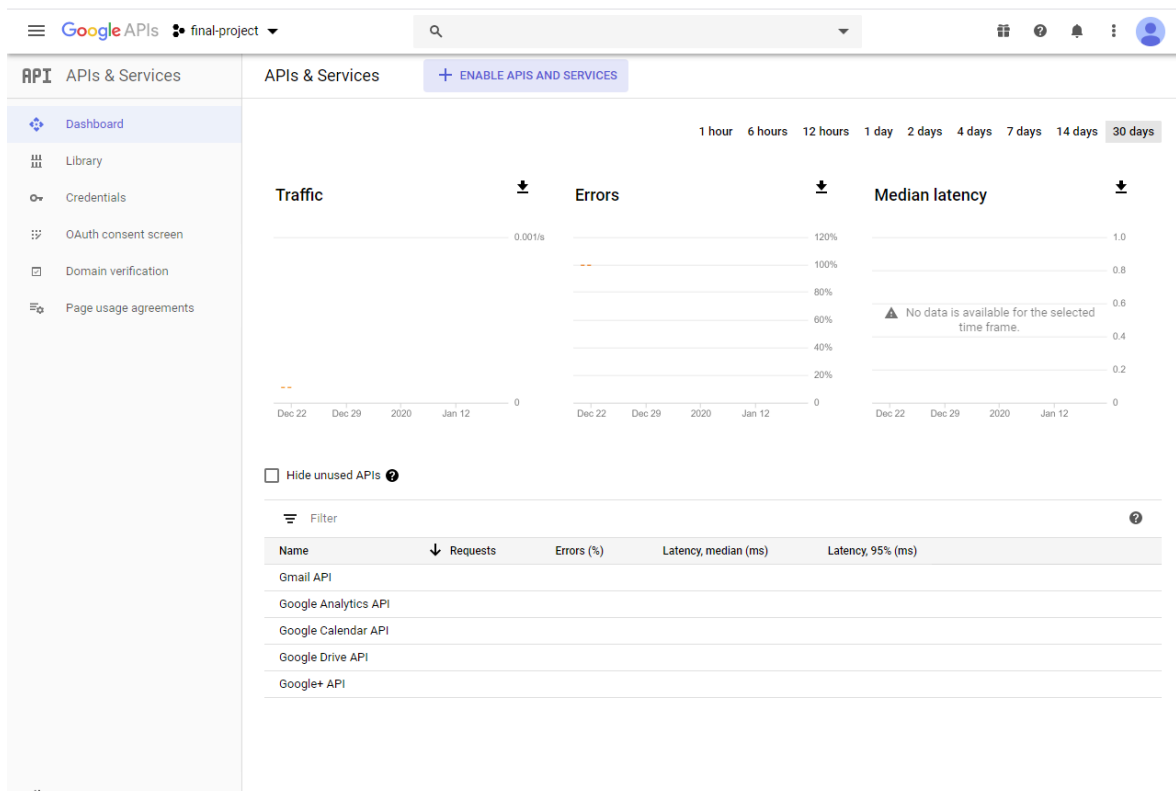 Google APIs final-project
API APIs & Services
APIs & Services
ENABLE APIS AND SERVICES
Dashboard
Library
Credentials
OAuth consent screen
Domain verification
Page usage agreements
1 hour 6 hours 12 hours 1 day 2 days 4 days 7 days 14 days 30 days
Traffic
0.001/s
0
Dec 22 Dec 29 2020 Jan 12
Errors
120%
100%
80%
60%
40%
20%
0
Dec 22 Dec 29 2020 Jan 12
Median latency
1.0
0.8
0.6
No data is available for the selected
time frame.
0.4
0.2
0
Dec 22 Dec 29 2020 Jan 12
Hide unused APIs
Filter
Name Requests Errors (%) Latency, median (ms) Latency, 95% (ms)
Gmail API
Google Analytics API
Google Calendar API
Google Drive API
Google+ API